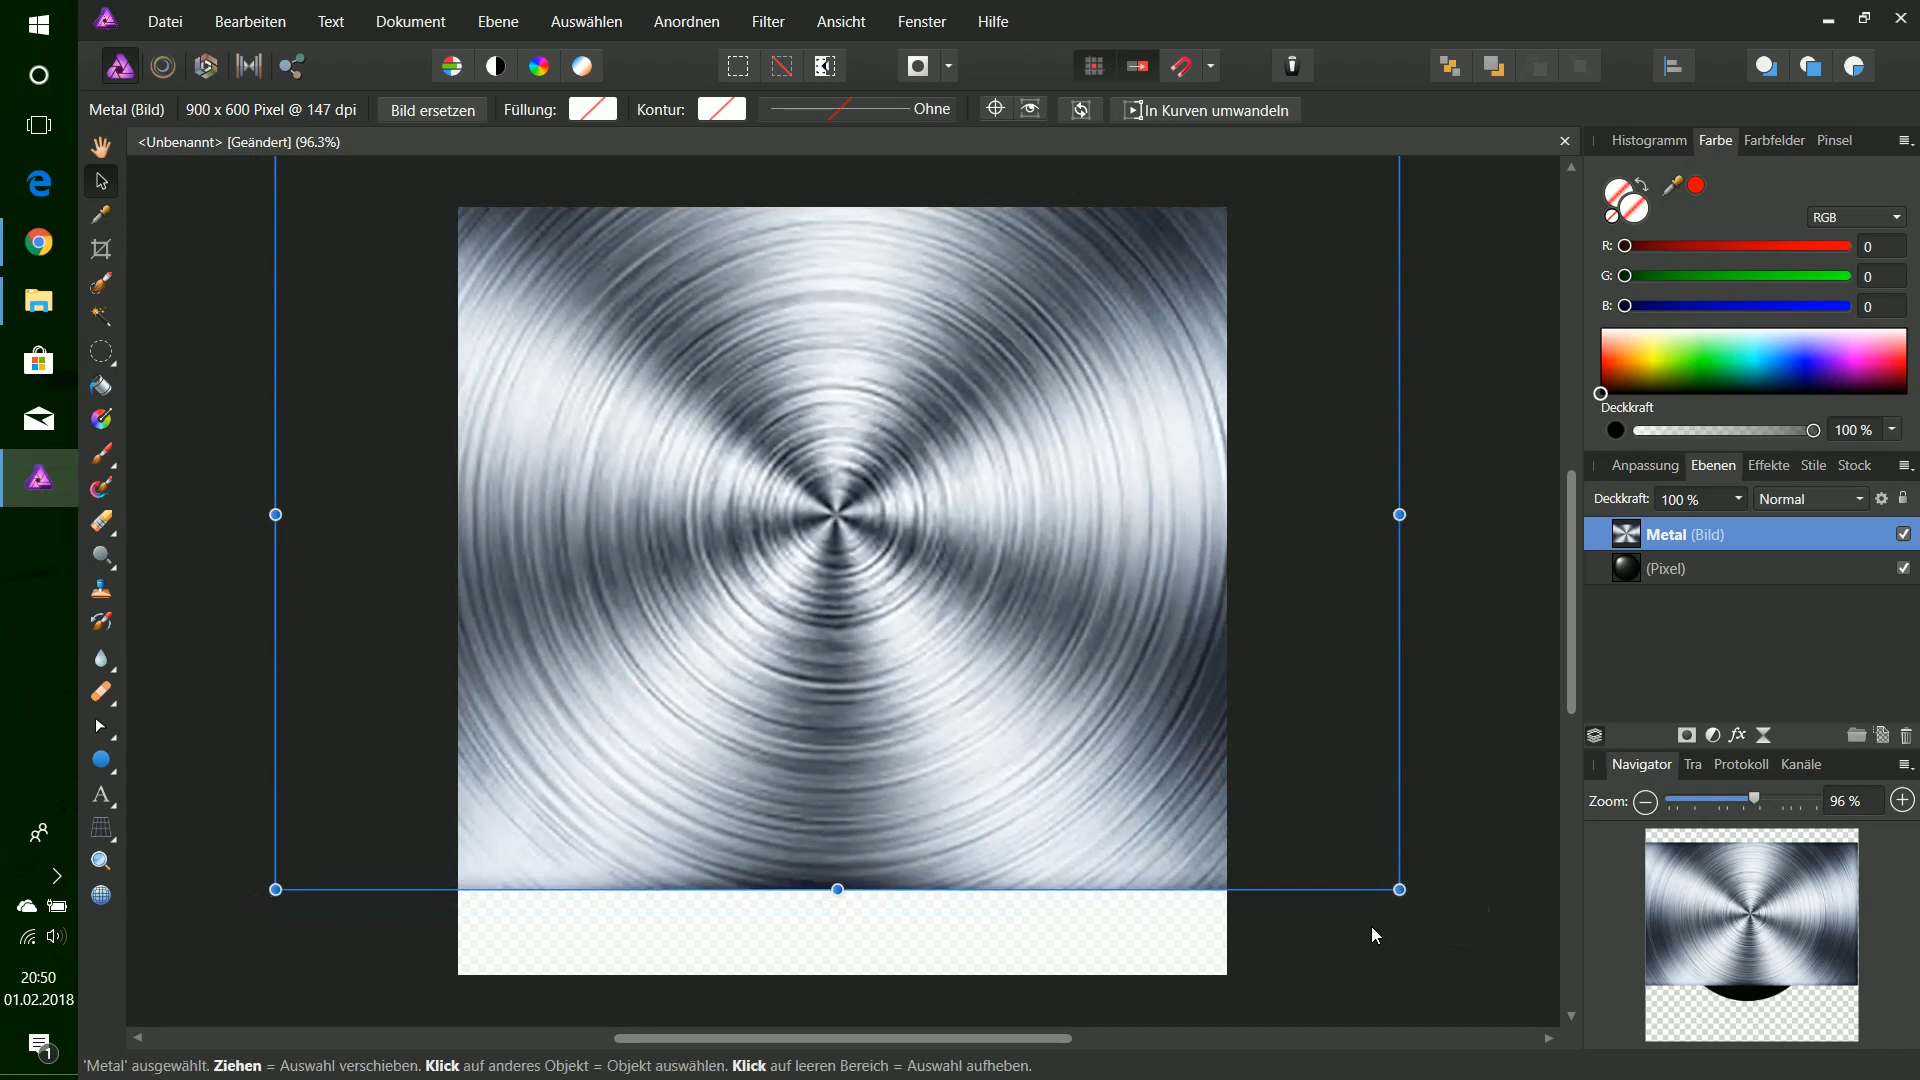 Datei Bearbeiten Text Dokument Ebene Auswählen Anordnen Filter Ansicht Fenster Hilfe
Metal (Bild) 900 x 600 Pixel @ 147 dpi Bild ersetzen Füllung: Kontur: Ohne In Kurven umwandeln
<Unbenannt> [Geändert] (96.3%)
Histogramm Farbe Farbfelder Pinsel
RGB
R: 0
G: 0
B: 0
Deckkraft
100 %
Anpassung Ebenen Effekte Stile Stock
Deckkraft: 100 % Normal
Metal (Bild)
(Pixel)
fx
Navigator Tra Protokoll Kanäle
Zoom: 96 %
20:50
01.02.2018
1
'Metal' ausgewählt. Ziehen = Auswahl verschieben. Klick auf anderes Objekt = Objekt auswählen. Klick auf leeren Bereich = Auswahl aufheben.